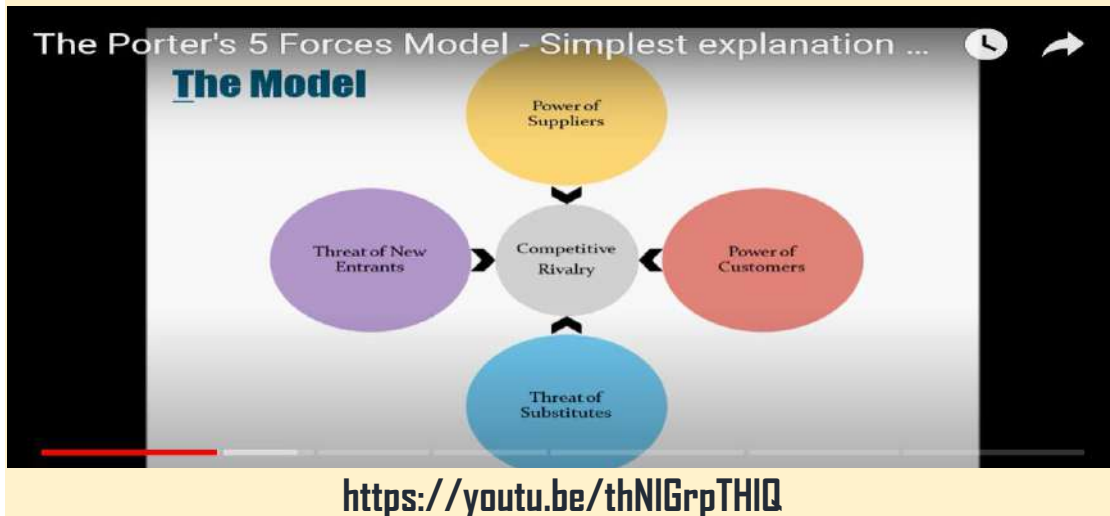 The Porter's 5 Forces Model - Simplest explanation ...
The Model
Power of
Suppliers
Threat of New
Entrants
Competitive
Rivalry
Power of
Customers
Threat of
Substitutes
https://youtu.be/thNlGrpTHlQ